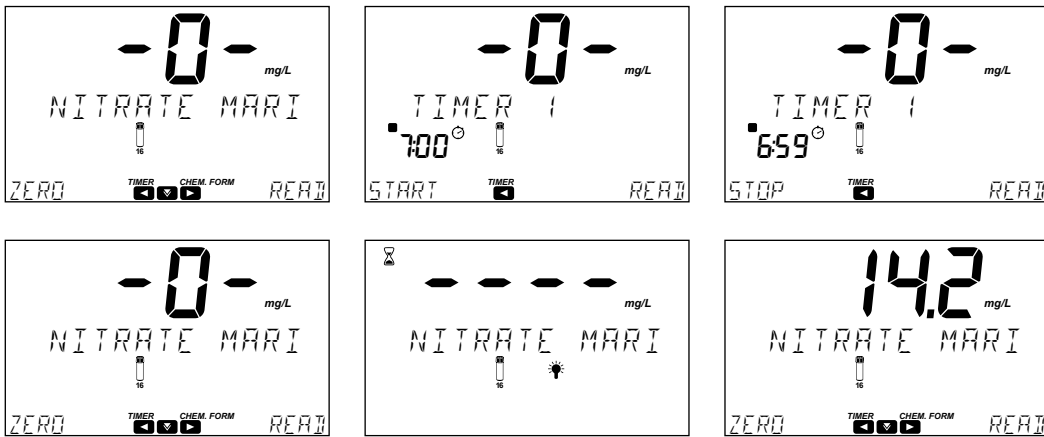 -0-
mg/L
NITRATE MARI
16
TIMER CHEM. FORM
ZERO READ
-0-
mg/L
TIMER 1
7:00
16
TIMER
START READ
-0-
mg/L
TIMER 1
6:59
16
TIMER
STOP READ
-0-
mg/L
NITRATE MARI
16
TIMER CHEM. FORM
ZERO READ
- - - -
mg/L
NITRATE MARI
16
14.2
mg/L
NITRATE MARI
16
TIMER CHEM. FORM
ZERO READ